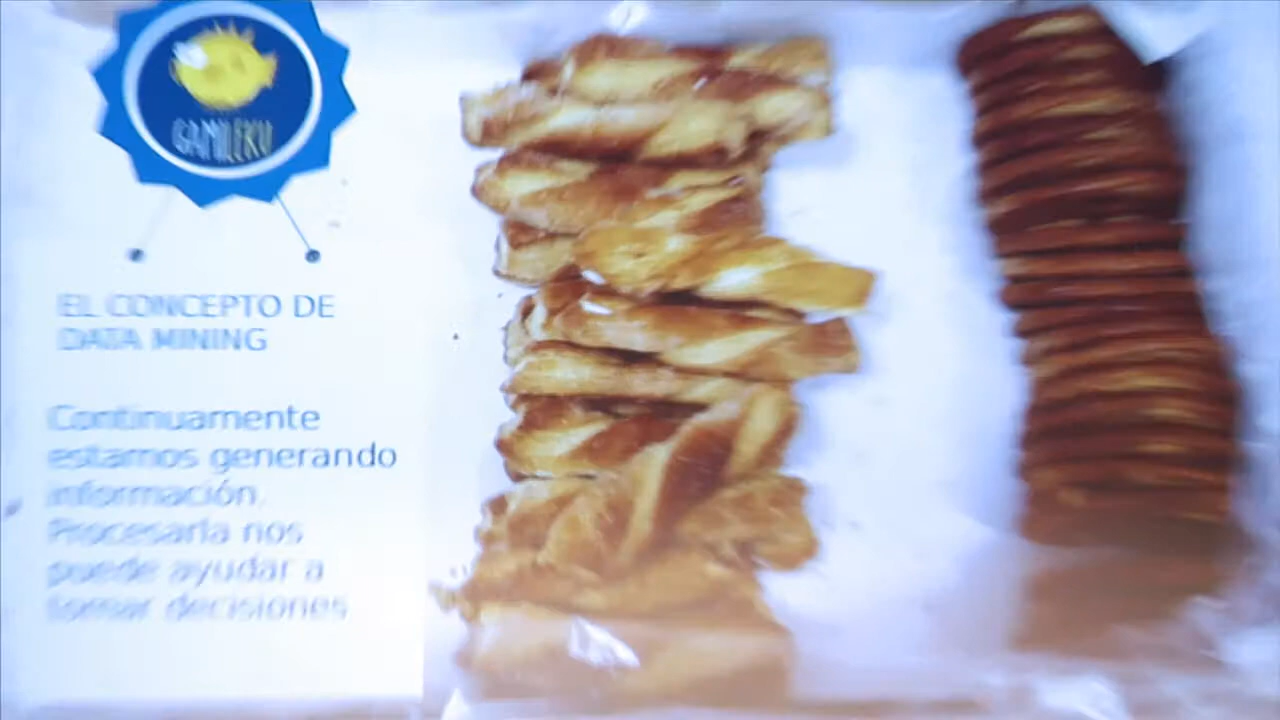 GAMILEKU
EL CONCEPTO DE
DATA MINING
Continuamente
estamos generando
información.
Procesarla nos
puede ayudar a
tomar decisiones